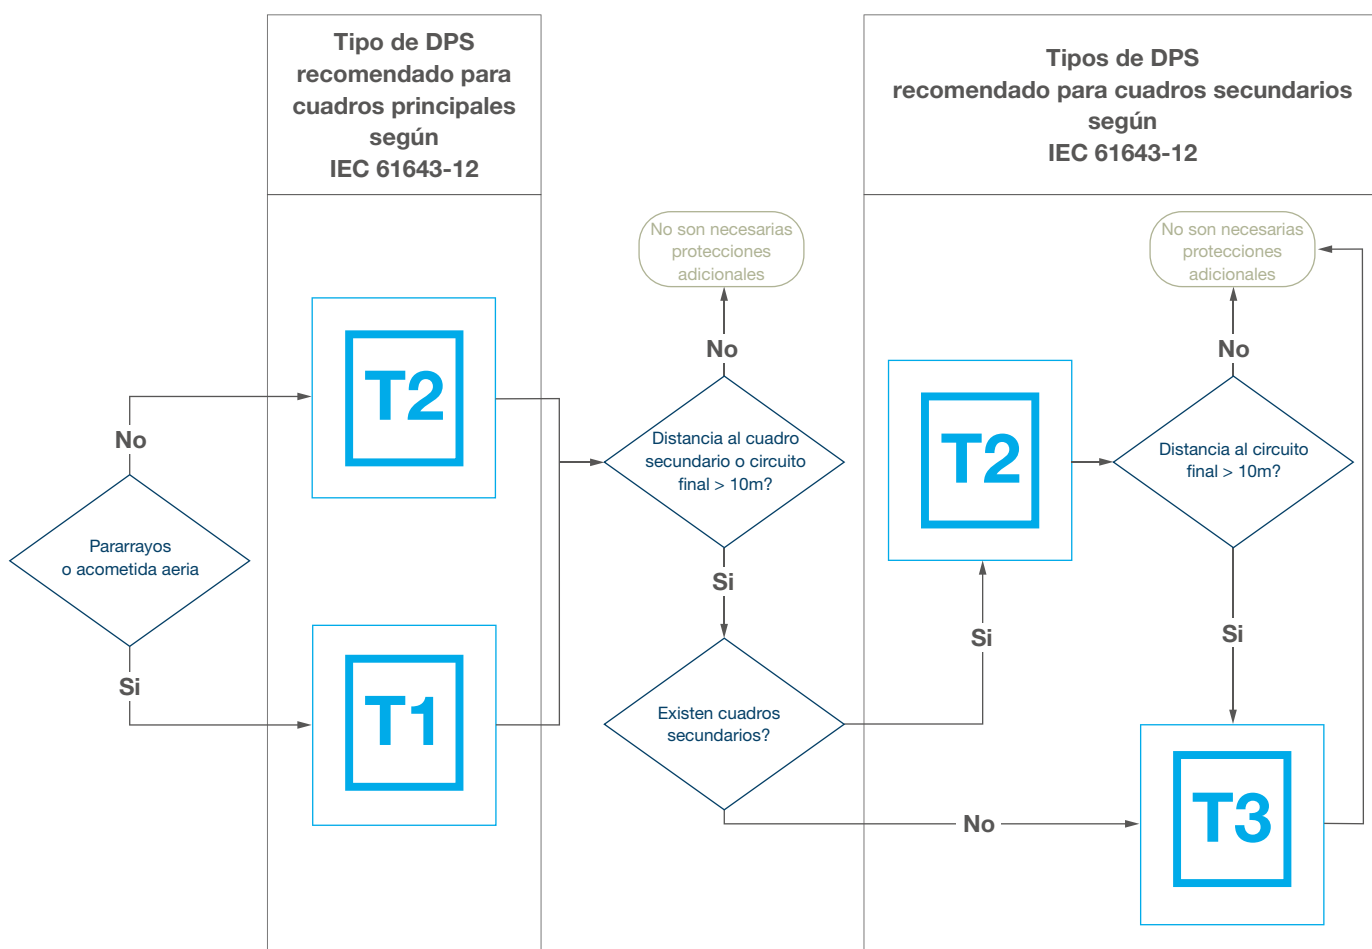 Tipo de DPS
recomendado para
cuadros principales
según
IEC 61643-12
Tipos de DPS
recomendado para cuadros secundarios
según
IEC 61643-12
No son necesarias
protecciones
adicionales
No son necesarias
protecciones
adicionales
No
No
T2
T2
No
Distancia al cuadro
secundario o circuito
final > 10m?
Distancia al circuito
final > 10m?
Pararrayos
o acometida aeria
Si
Si
Si
Si
T1
Existen cuadros
secundarios?
No
T3